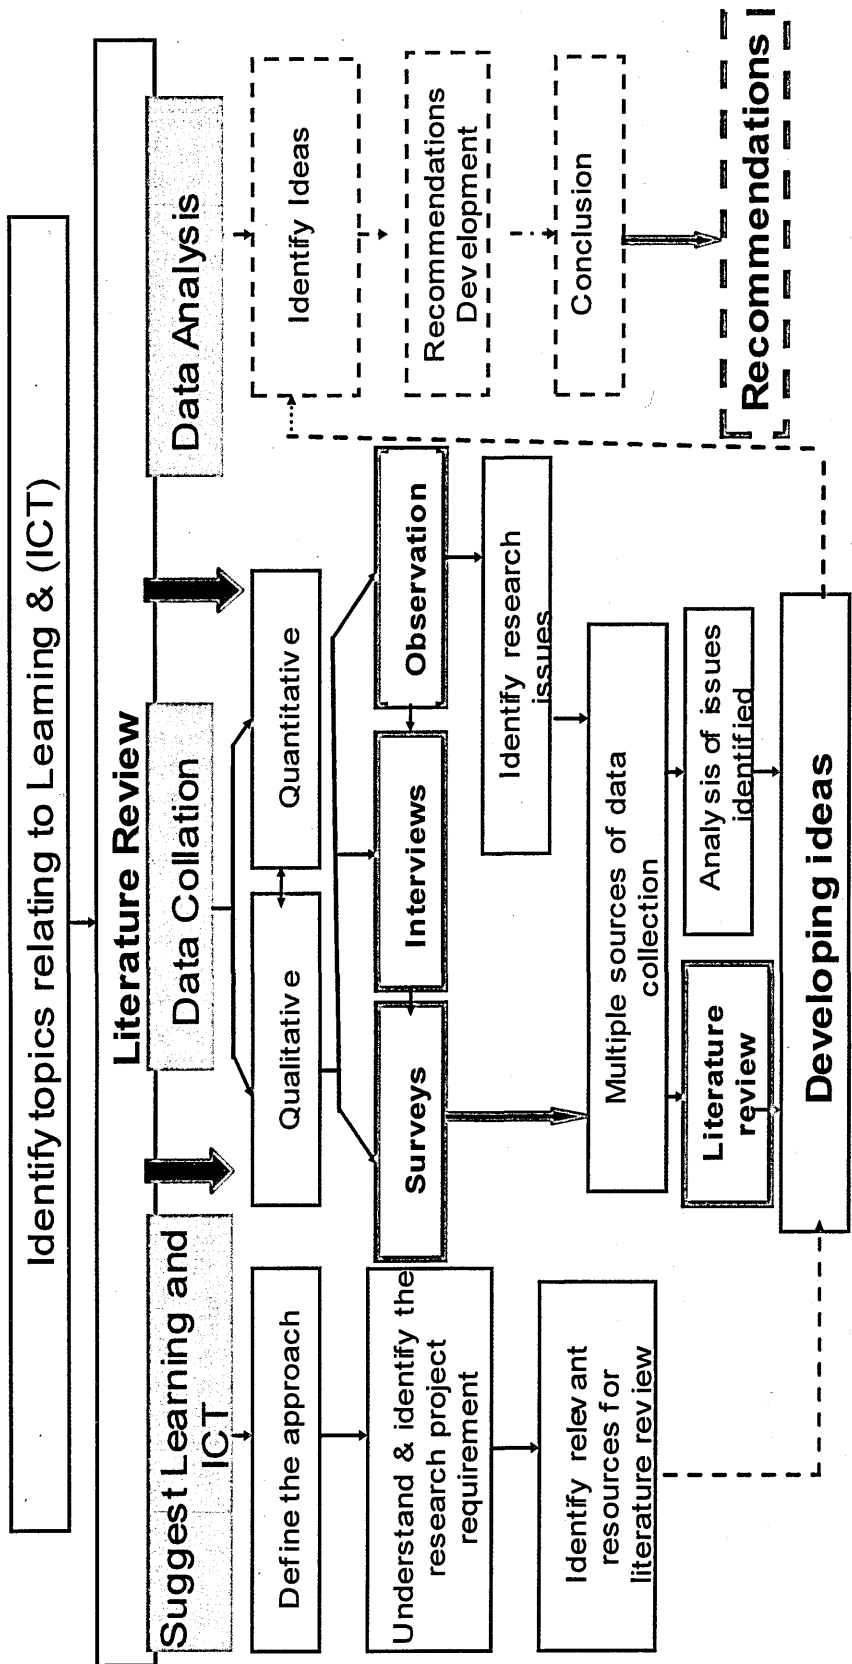 Identify topics relating to Learning & (ICT)
Literature Review
Suggest Learning and
ICT
Data Collation
Data Analysis
Define the approach
Qualitative
Quantitative
Identify Ideas
Understand & identify the
research project
requirement
Surveys
Interviews
Observation
Recommendations
Development
Identify research
issues
Identify relevant
resources for
literature review
Multiple sources of data
collection
Conclusion
Literature
review
Analysis of issues
identified
Developing ideas
Recommendations